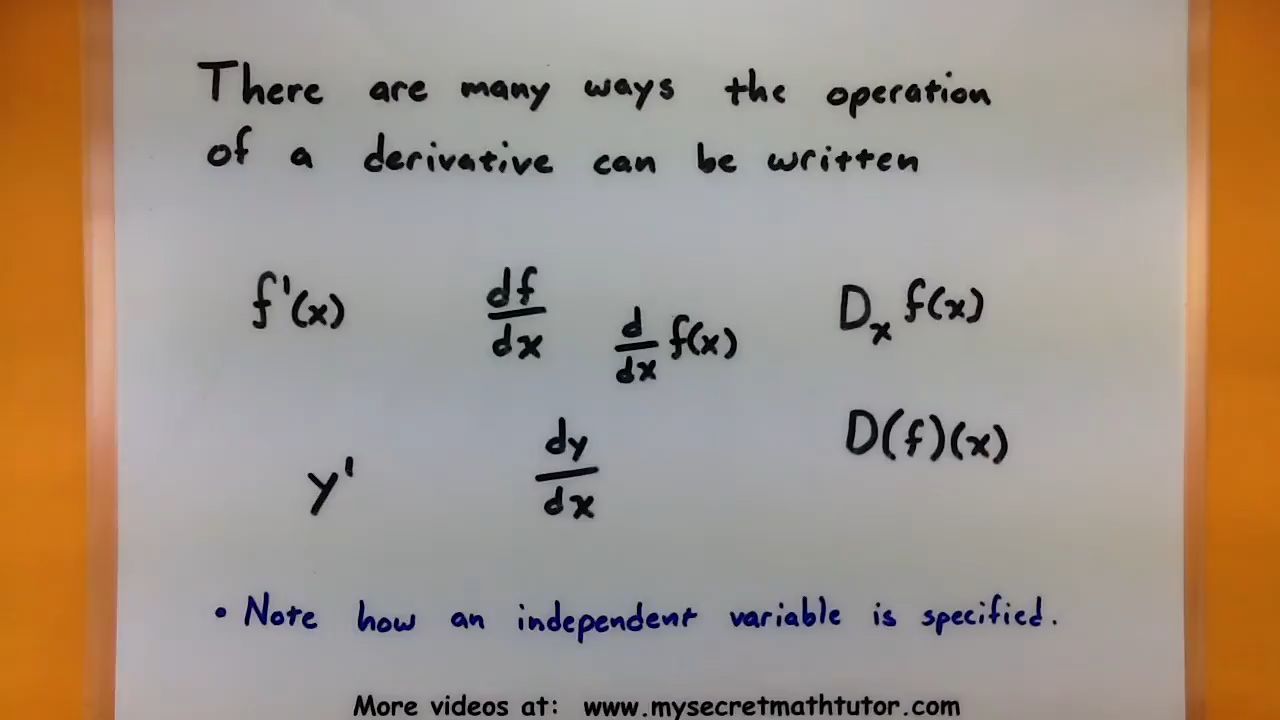 There are many ways the operation
of a derivative can be written
f'(x)
df/dx
d/dx f(x)
D_x f(x)
y'
dy/dx
D(f)(x)
• Note how an independent variable is specified.
More videos at: www.mysecretmathtutor.com